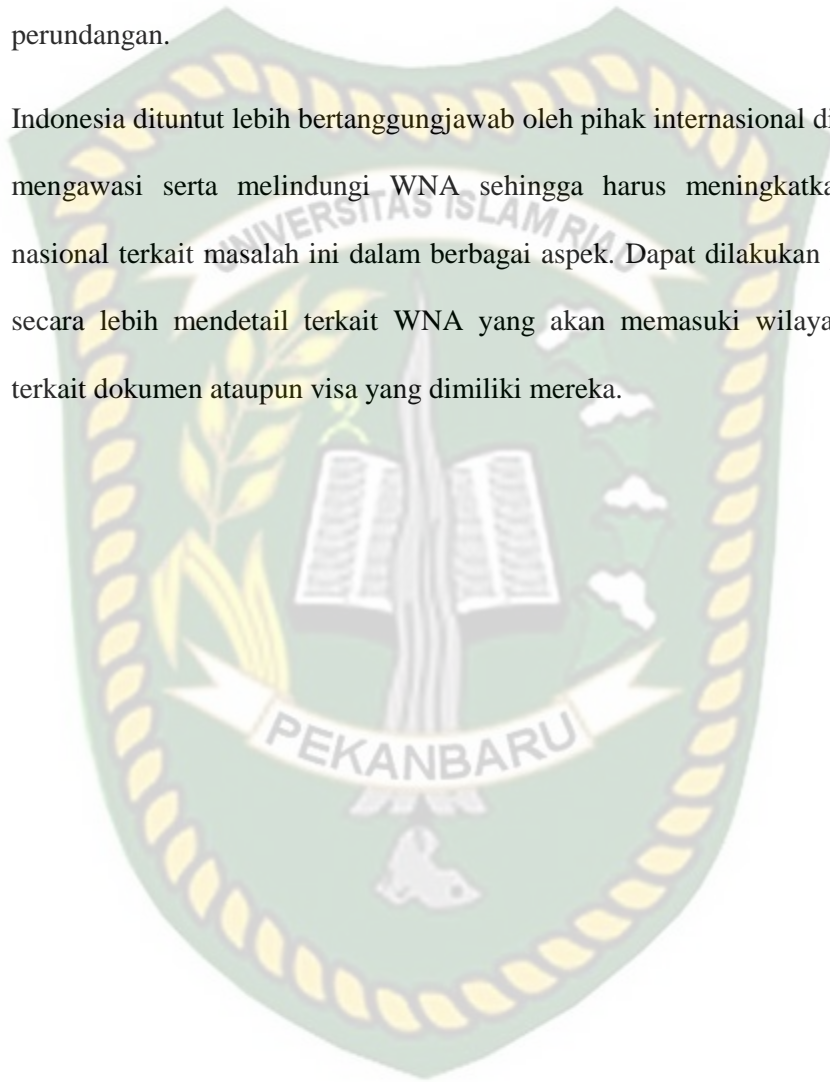 perundangan.
Indonesia dituntut lebih bertanggungjawab oleh pihak internasional di
mengawasi serta melindungi WNA sehingga harus meningkatka
nasional terkait masalah ini dalam berbagai aspek. Dapat dilakukan
secara lebih mendetail terkait WNA yang akan memasuki wilaya
terkait dokumen ataupun visa yang dimiliki mereka.
UNIVERSITAS ISLAM RIAU
PEKANBARU